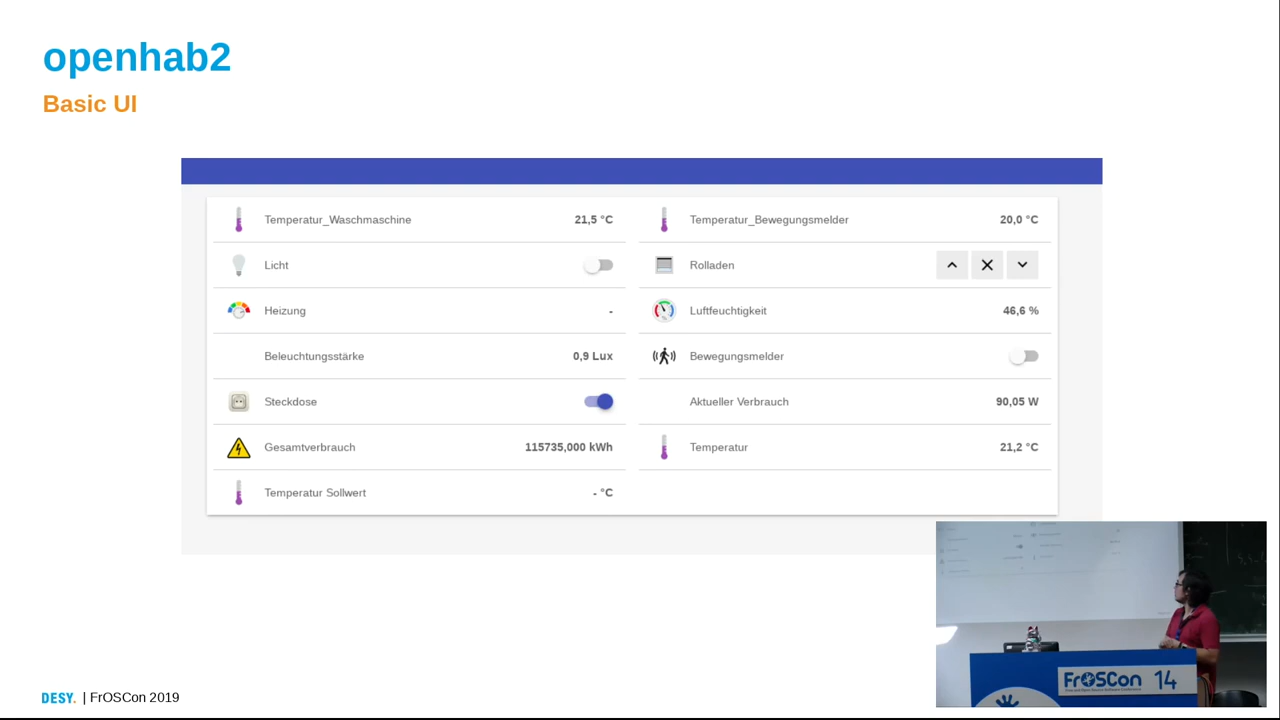 openhab2
Basic UI
Temperatur_Waschmaschine 21,5 °C
Temperatur_Bewegungsmelder 20,0 °C
Licht
Rolladen
Heizung -
Luftfeuchtigkeit 46,6 %
Beleuchtungsstärke 0,9 Lux
Bewegungsmelder
Steckdose
Aktueller Verbrauch 90,05 W
Gesamtverbrauch 115735,000 kWh
Temperatur 21,2 °C
Temperatur Sollwert - °C
FrOSCon 14
DESY. | FrOSCon 2019